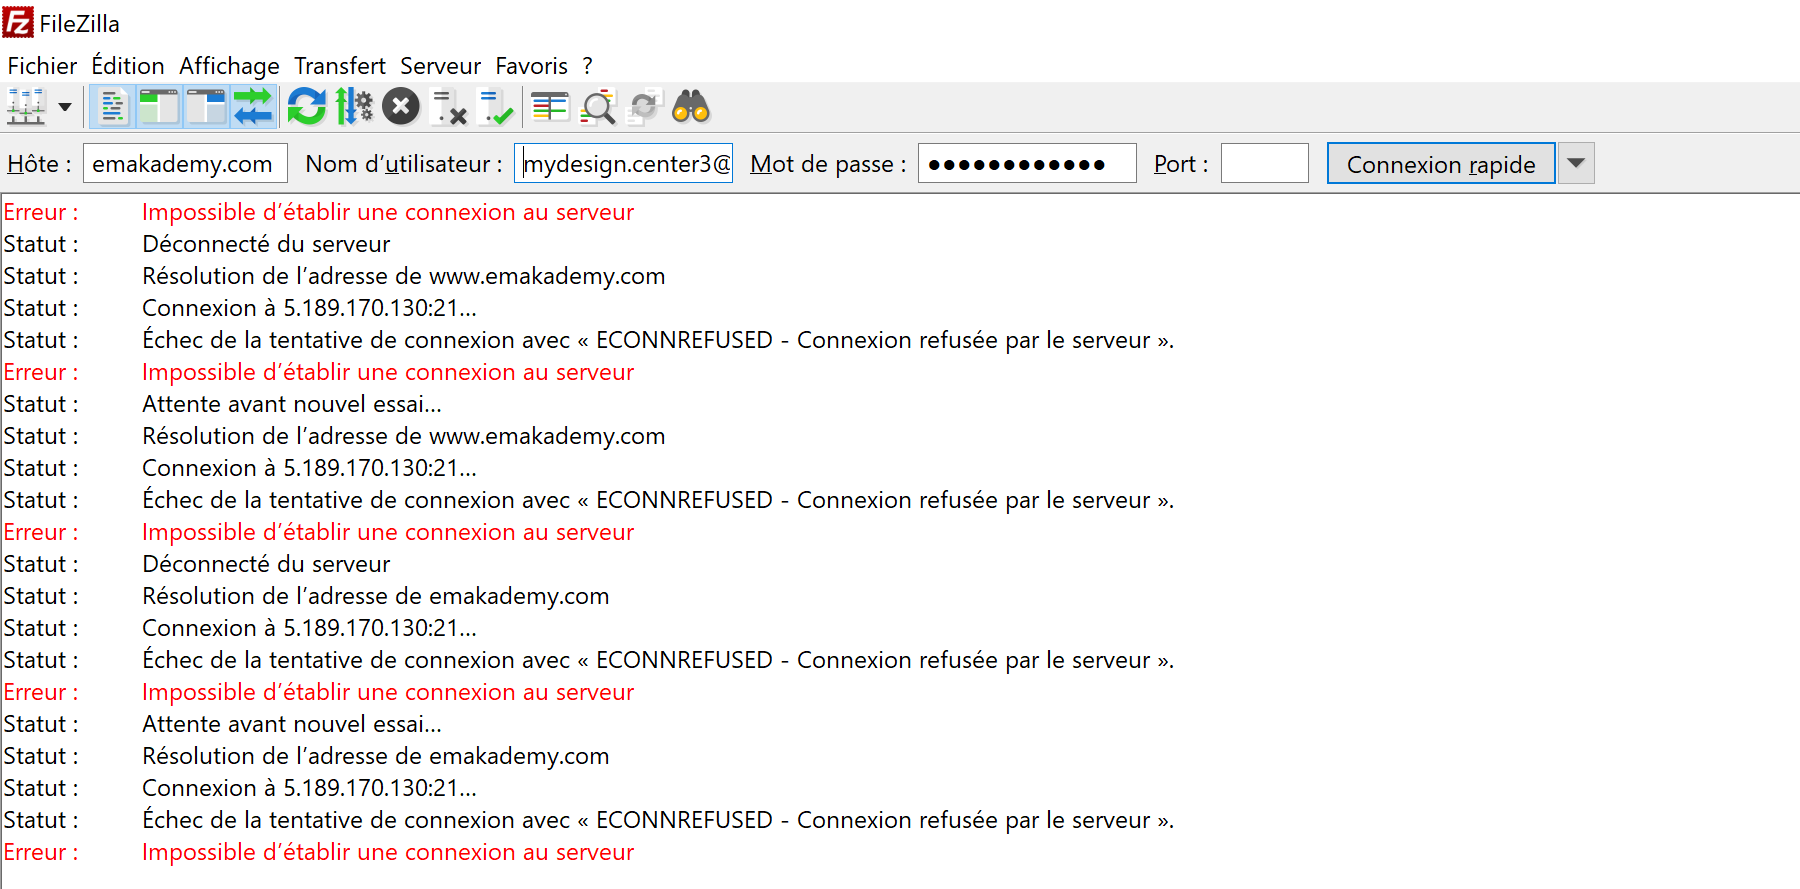 FileZilla
Fichier Édition Affichage Transfert Serveur Favoris ?
Hôte : emakademy.com Nom d’utilisateur : mydesign.center3@ Mot de passe : ●●●●●●●●●●●● Port : Connexion rapide
Erreur : Impossible d’établir une connexion au serveur
Statut : Déconnecté du serveur
Statut : Résolution de l’adresse de www.emakademy.com
Statut : Connexion à 5.189.170.130:21...
Statut : Échec de la tentative de connexion avec « ECONNREFUSED - Connexion refusée par le serveur ».
Erreur : Impossible d’établir une connexion au serveur
Statut : Attente avant nouvel essai...
Statut : Résolution de l’adresse de www.emakademy.com
Statut : Connexion à 5.189.170.130:21...
Statut : Échec de la tentative de connexion avec « ECONNREFUSED - Connexion refusée par le serveur ».
Erreur : Impossible d’établir une connexion au serveur
Statut : Déconnecté du serveur
Statut : Résolution de l’adresse de emakademy.com
Statut : Connexion à 5.189.170.130:21...
Statut : Échec de la tentative de connexion avec « ECONNREFUSED - Connexion refusée par le serveur ».
Erreur : Impossible d’établir une connexion au serveur
Statut : Attente avant nouvel essai...
Statut : Résolution de l’adresse de emakademy.com
Statut : Connexion à 5.189.170.130:21...
Statut : Échec de la tentative de connexion avec « ECONNREFUSED - Connexion refusée par le serveur ».
Erreur : Impossible d’établir une connexion au serveur